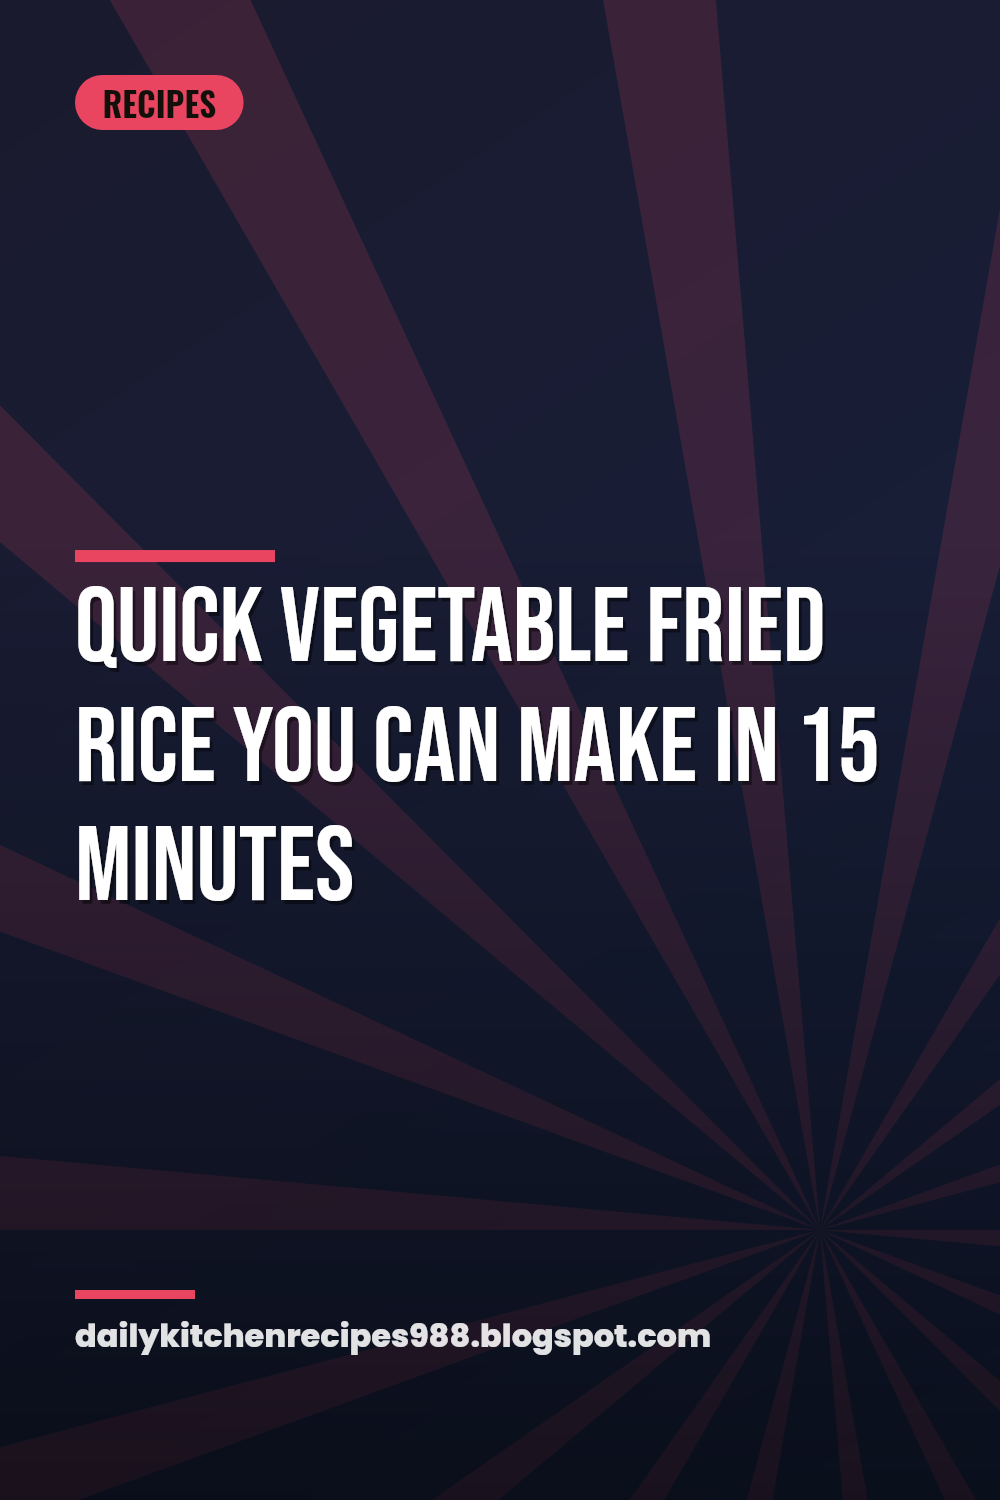 RECIPES
QUICK VEGETABLE FRIED
RICE YOU CAN MAKE IN 15
MINUTES
dailykitchenrecipes988.blogspot.com